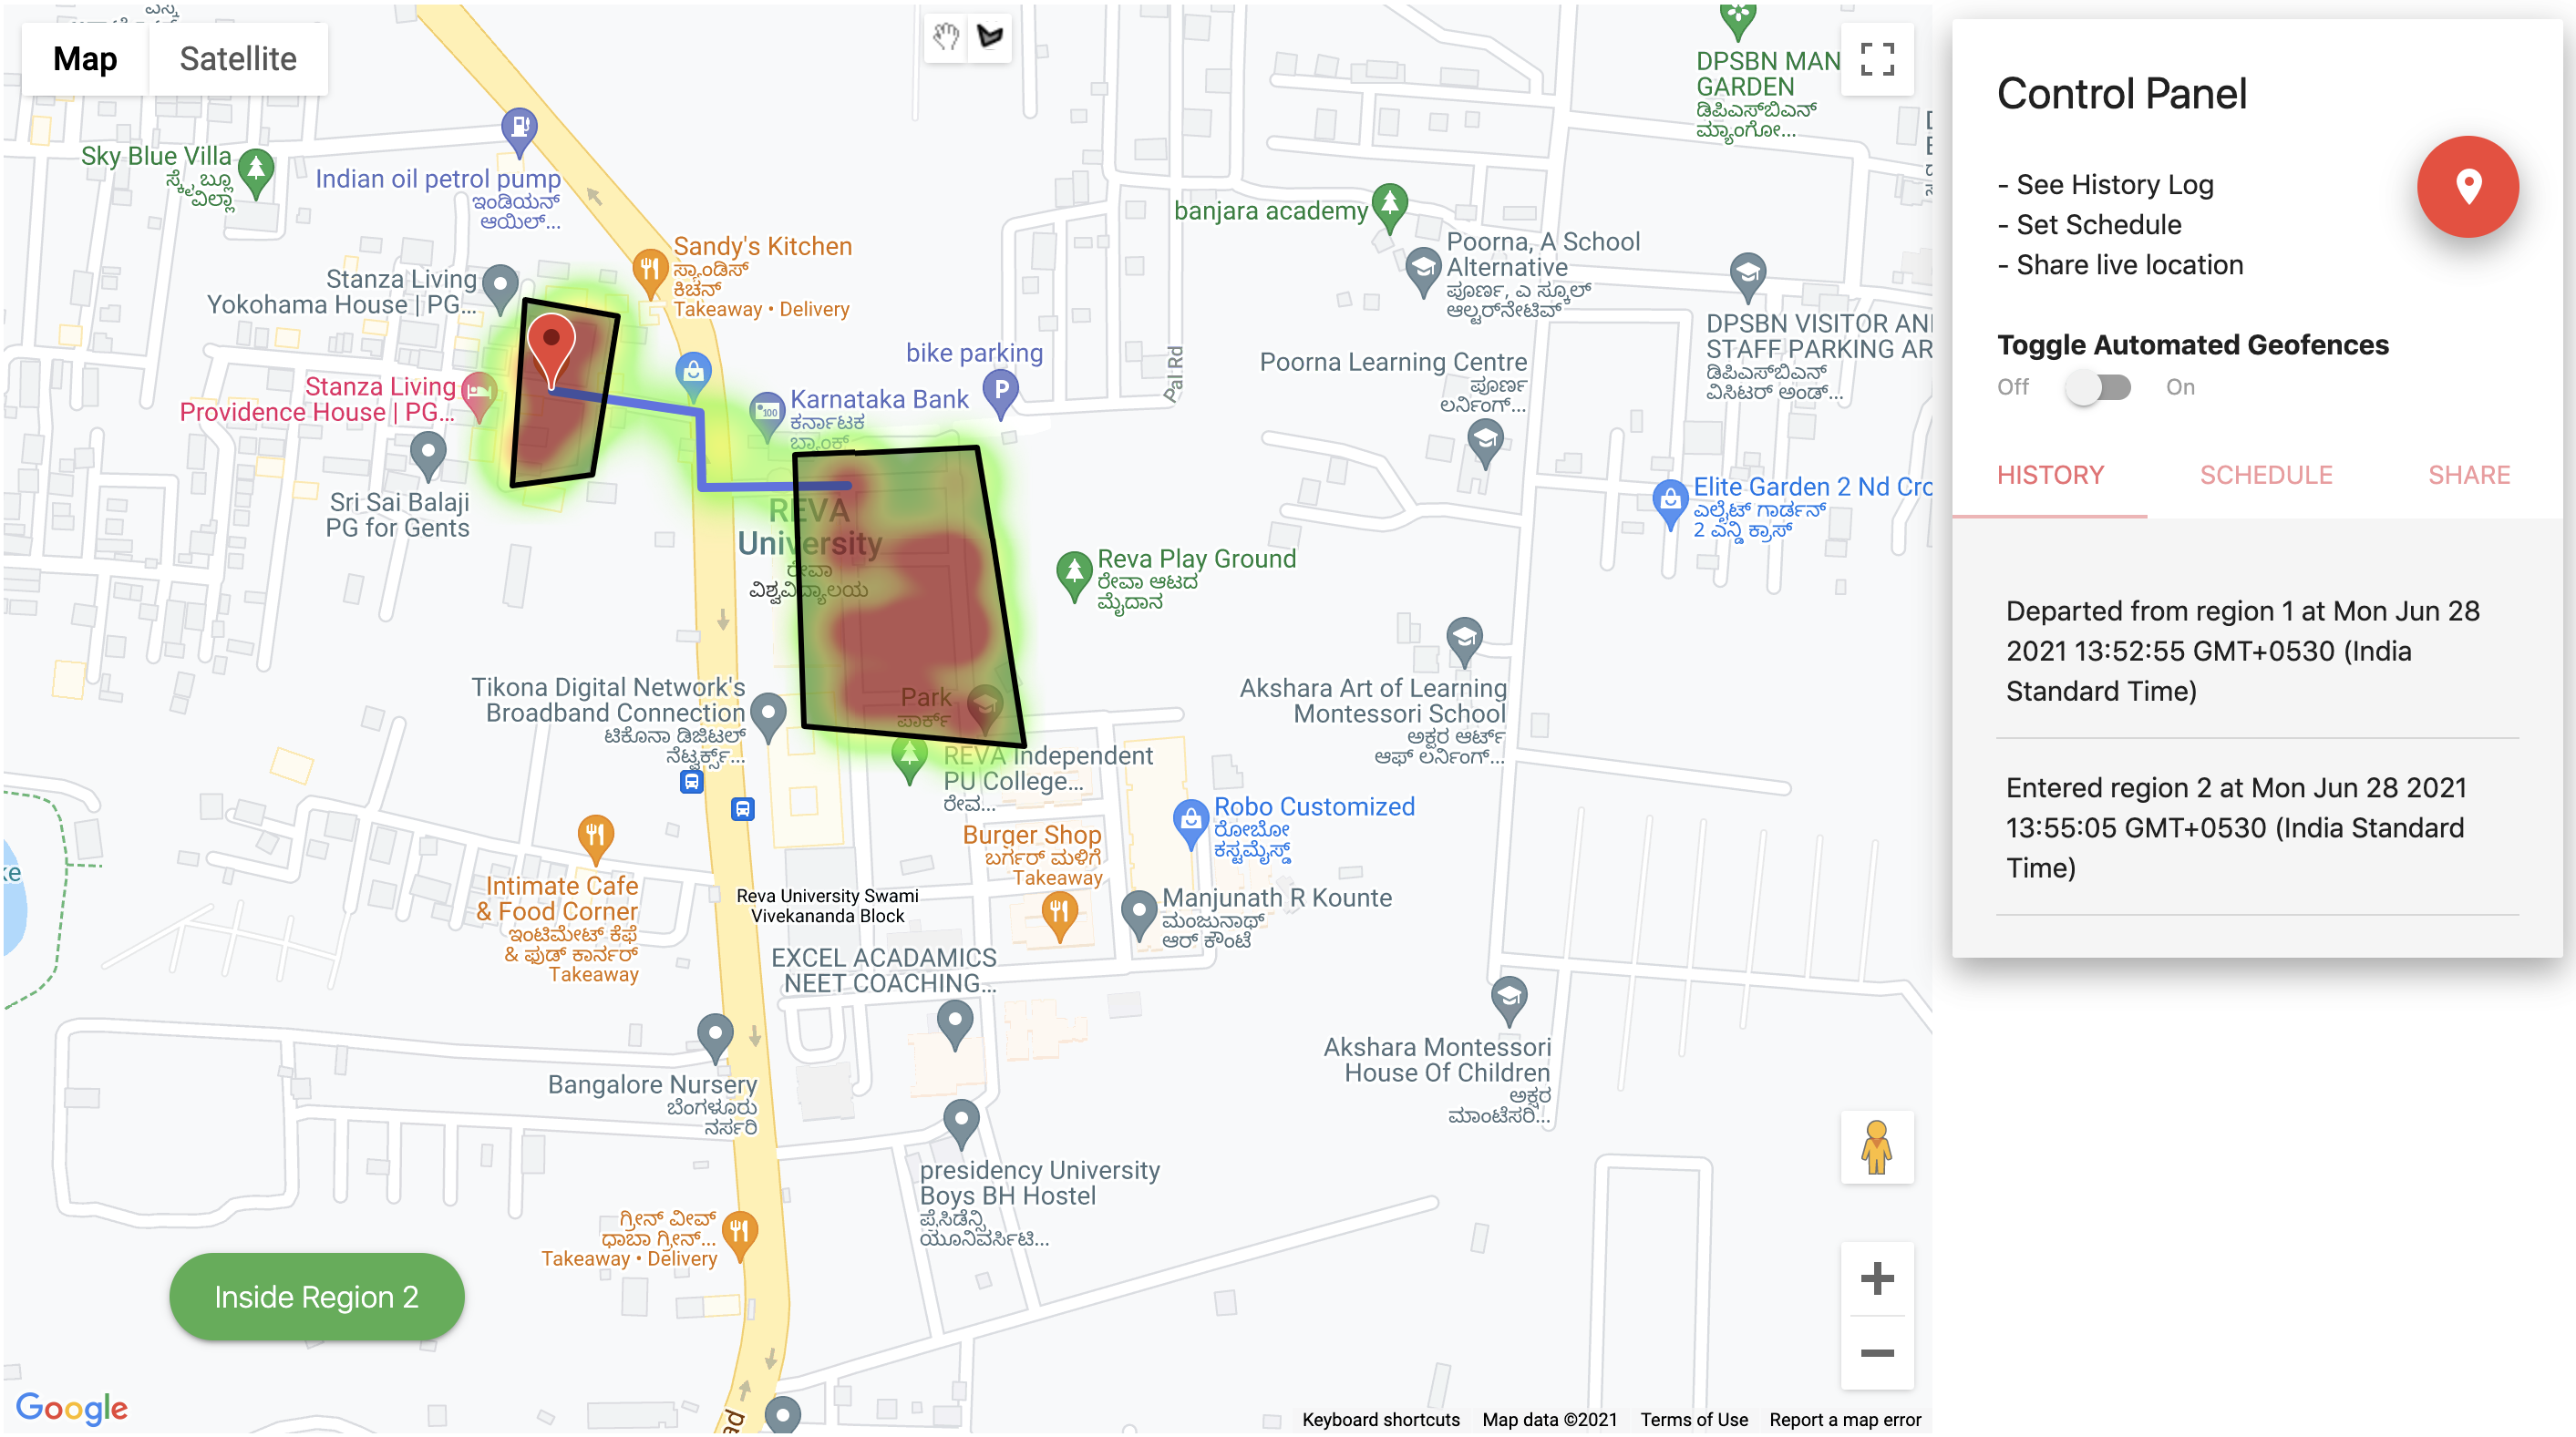 Map
Satellite
DPSBN MAN
GARDEN
ಡಿಪಿಎಸ್‌ಬಿಎನ್
ಮ್ಯಾಂಗೋ...
Sky Blue Villa
ಸ್ಕೈ ಬ್ಲೂ
ವಿಲ್ಲಾ
Indian oil petrol pump
ಇಂಡಿಯನ್
ಆಯಿಲ್...
banjara academy
Sandy's Kitchen
ಸ್ಯಾಂಡಿಸ್
ಕಿಚನ್
Takeaway • Delivery
Poorna, A School
Alternative
ಪೂರ್ಣ, ಎ ಸ್ಕೂಲ್
ಆಲ್ಟರ್‌ನೇಟಿವ್
Stanza Living
Yokohama House | PG...
DPSBN VISITOR AN
STAFF PARKING AR
ಡಿಪಿಎಸ್‌ಬಿಎನ್
ವಿಸಿಟರ್ ಅಂಡ್...
bike parking
P
Pal Rd
Poorna Learning Centre
ಪೂರ್ಣ
ಲರ್ನಿಂಗ್...
Stanza Living
Providence House | PG...
100
Karnataka Bank
ಕರ್ನಾಟಕ
ಬ್ಯಾಂಕ್
Sri Sai Balaji
PG for Gents
Elite Garden 2 Nd Cro
ಎಲೈಟ್ ಗಾರ್ಡನ್
2 ಎನ್ಡಿ ಕ್ರಾಸ್
REVA
University
ರೇವಾ
ವಿಶ್ವವಿದ್ಯಾಲಯ
Reva Play Ground
ರೇವಾ ಆಟದ
ಮೈದಾನ
Tikona Digital Network's
Broadband Connection
ಟಿಕೊನಾ ಡಿಜಿಟಲ್
ನೆಟ್ವರ್ಕ್ಸ್...
Park
ಪಾರ್ಕ್
Akshara Art of Learning
Montessori School
ಅಕ್ಷರ ಆರ್ಟ್
ಆಫ್ ಲರ್ನಿಂಗ್...
REVA Independent
PU College...
ರೇವ...
Robo Customized
ರೋಬೋ
ಕಸ್ಟಮೈಸ್ಡ್
Burger Shop
ಬರ್ಗರ್ ಮಳಿಗೆ
Takeaway
ke
Intimate Cafe
& Food Corner
ಇಂಟಿಮೇಟ್ ಕೆಫೆ
& ಫುಡ್ ಕಾರ್ನರ್
Takeaway
Reva University Swami
Vivekananda Block
Manjunath R Kounte
ಮಂಜುನಾಥ್
ಆರ್ ಕೌಂಟೆ
EXCEL ACADAMICS
NEET COACHING...
Akshara Montessori
House Of Children
ಅಕ್ಷರ
ಮಾಂಟೆಸರಿ...
Bangalore Nursery
ಬೆಂಗಳೂರು
ನರ್ಸರಿ
presidency University
Boys BH Hostel
ಪ್ರೆಸಿಡೆನ್ಸಿ
ಯೂನಿವರ್ಸಿಟಿ...
ಗ್ರೀನ್ ವೀವ್
ಧಾಬಾ ಗ್ರೀನ್...
Takeaway • Delivery
Inside Region 2
Google
Keyboard shortcuts
Map data ©2021
Terms of Use
Report a map error
Control Panel
- See History Log
- Set Schedule
- Share live location
Toggle Automated Geofences
Off
On
HISTORY
SCHEDULE
SHARE
Departed from region 1 at Mon Jun 28
2021 13:52:55 GMT+0530 (India
Standard Time)
Entered region 2 at Mon Jun 28 2021
13:55:05 GMT+0530 (India Standard
Time)